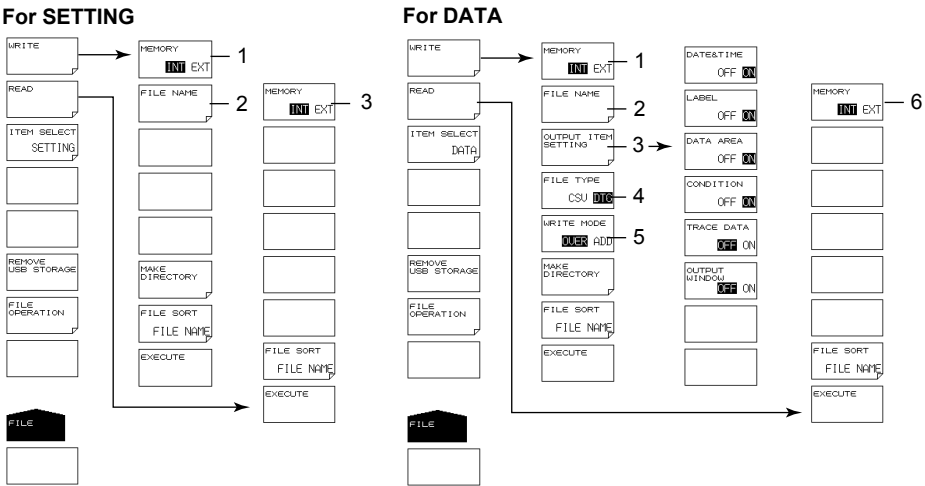 For SETTING
WRITE
READ
ITEM SELECT
SETTING
REMOVE
USB STORAGE
FILE
OPERATION
FILE
MEMORY
INT EXT
1
FILE NAME
2
MAKE
DIRECTORY
FILE SORT
FILE NAME
EXECUTE
MEMORY
INT EXT
3
FILE SORT
FILE NAME
EXECUTE
For DATA
WRITE
READ
ITEM SELECT
DATA
REMOVE
USB STORAGE
FILE
OPERATION
FILE
MEMORY
INT EXT
1
FILE NAME
2
OUTPUT ITEM
SETTING
3
FILE TYPE
CSV DTG
4
WRITE MODE
OVER ADD
5
MAKE
DIRECTORY
FILE SORT
FILE NAME
EXECUTE
DATE&TIME
OFF ON
LABEL
OFF ON
DATA AREA
OFF ON
CONDITION
OFF ON
TRACE DATA
OFF ON
OUTPUT
WINDOW
OFF ON
MEMORY
INT EXT
6
FILE SORT
FILE NAME
EXECUTE